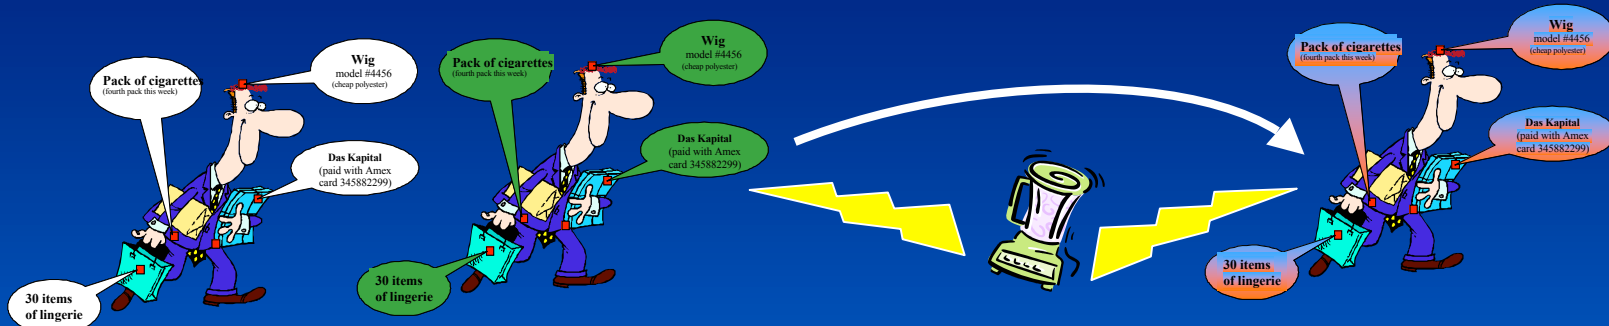 Wig
model #4456
(cheap polyester)
Pack of cigarettes
(fourth pack this week)
Das Kapital
(paid with Amex
card 345882299)
30 items
of lingerie
Wig
model #4456
(cheap polyester)
Pack of cigarettes
(fourth pack this week)
Das Kapital
(paid with Amex
card 345882299)
30 items
of lingerie
Wig
model #4456
(cheap polyester)
Pack of cigarettes
(fourth pack this week)
Das Kapital
(paid with Amex
card 345882299)
30 items
of lingerie